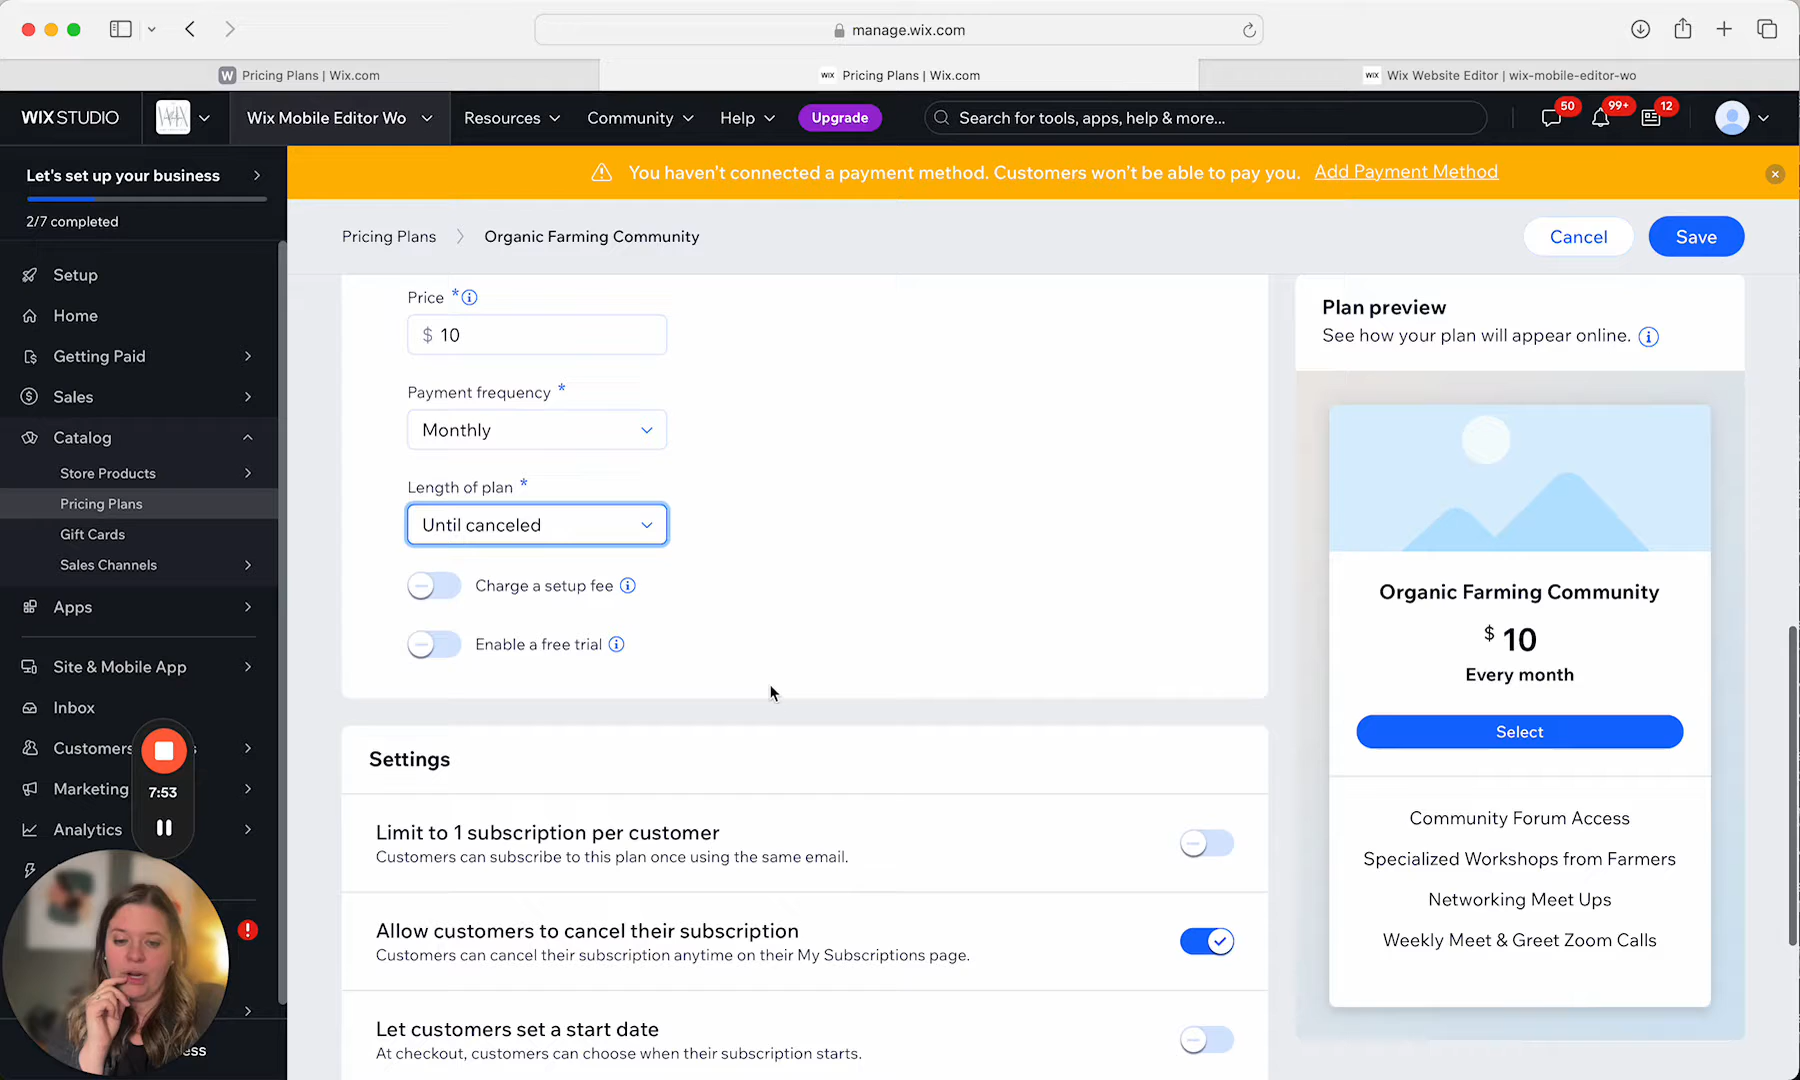 manage.wix.com
W Pricing Plans | Wix.com
WIX Pricing Plans | Wix.com
WIX Wix Website Editor | wix-mobile-editor-wo
WIX STUDIO
Wix Mobile Editor Wo
Resources
Community
Help
Upgrade
Search for tools, apps, help & more...
50
99+
12
Let's set up your business
2/7 completed
You haven't connected a payment method. Customers won't be able to pay you. Add Payment Method
Pricing Plans > Organic Farming Community
Cancel
Save
Setup
Home
Getting Paid
Sales
Catalog
Store Products
Pricing Plans
Gift Cards
Sales Channels
Apps
Site & Mobile App
Inbox
Customers
Marketing
Analytics
7:53
Price *
$ 10
Payment frequency *
Monthly
Length of plan *
Until canceled
Charge a setup fee
Enable a free trial
Settings
Limit to 1 subscription per customer
Customers can subscribe to this plan once using the same email.
Allow customers to cancel their subscription
Customers can cancel their subscription anytime on their My Subscriptions page.
Let customers set a start date
At checkout, customers can choose when their subscription starts.
Plan preview
See how your plan will appear online.
Organic Farming Community
$ 10
Every month
Select
Community Forum Access
Specialized Workshops from Farmers
Networking Meet Ups
Weekly Meet & Greet Zoom Calls